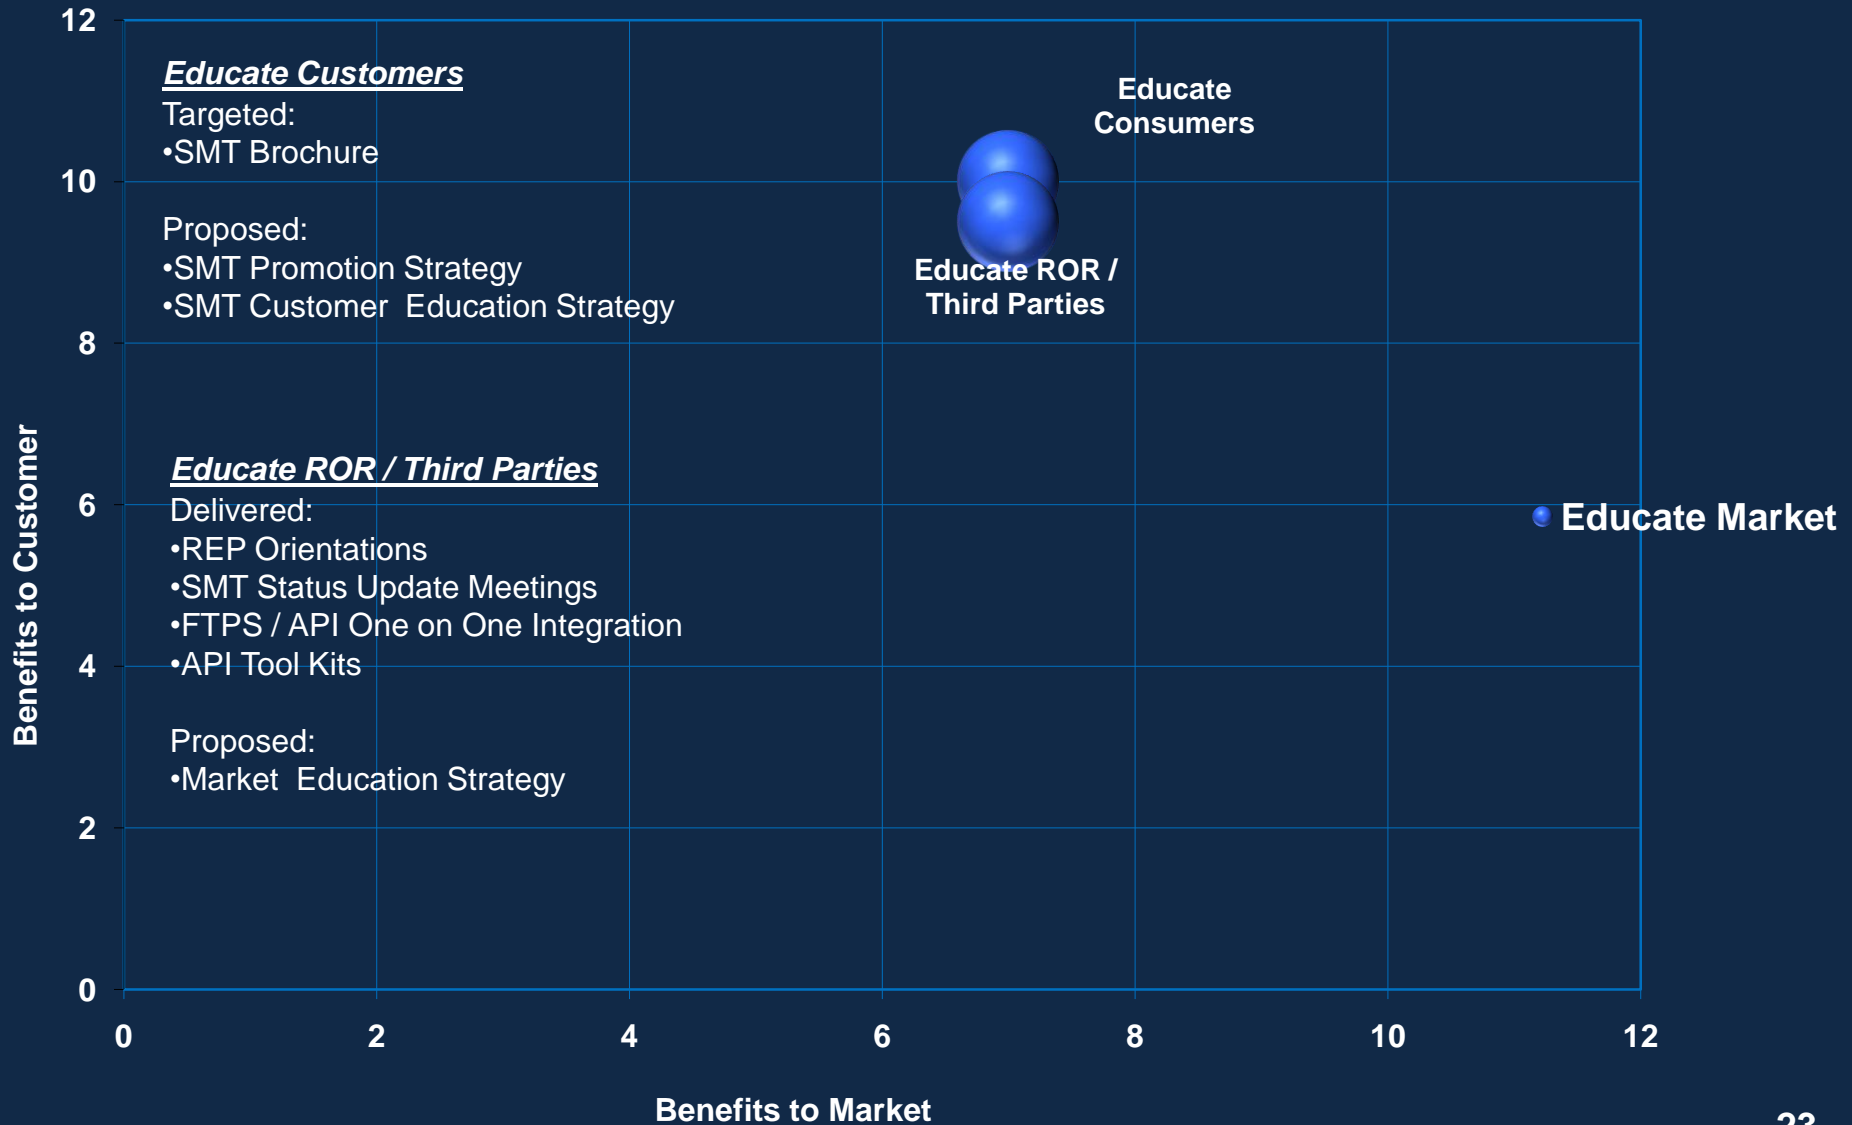 12
10
8
6
4
2
0
Benefits to Customer
Educate Customers
Targeted:
•SMT Brochure
Proposed:
•SMT Promotion Strategy
•SMT Customer  Education Strategy
Educate ROR / Third Parties
Delivered:
•REP Orientations
•SMT Status Update Meetings
•FTPS / API One on One Integration
•API Tool Kits
Proposed:
•Market  Education Strategy
Educate
Consumers
Educate ROR /
Third Parties
Educate Market
0 2 4 6 8 10 12
Benefits to Market
23